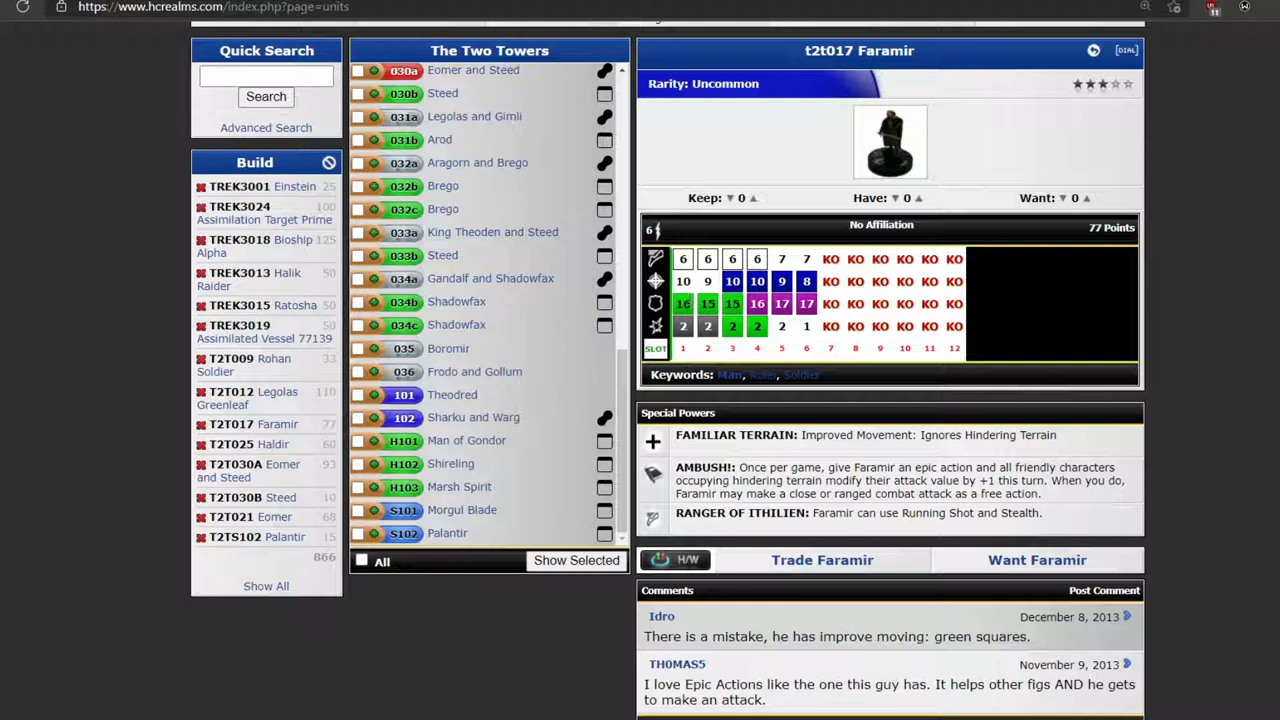 https://www.hcrealms.com/index.php?page=units
11
Quick Search
Search
Advanced Search
Build
TREK3001 Einstein 25
TREK3024 100
Assimilation Target Prime
TREK3018 Bioship 125
Alpha
TREK3013 Halik 50
Raider
TREK3015 Ratosha 50
TREK3019 50
Assimilated Vessel 77139
T2T009 Rohan 33
Soldier
T2T012 Legolas 110
Greenleaf
T2T017 Faramir 77
T2T025 Haldir 60
T2T030A Eomer 93
and Steed
T2T030B Steed 10
T2T021 Eomer 68
T2TS102 Palantir 15
866
Show All
The Two Towers
030a Eomer and Steed
030b Steed
031a Legolas and Gimli
031b Arod
032a Aragorn and Brego
032b Brego
032c Brego
033a King Theoden and Steed
033b Steed
034a Gandalf and Shadowfax
034b Shadowfax
034c Shadowfax
035 Boromir
036 Frodo and Gollum
101 Theodred
102 Sharku and Warg
H101 Man of Gondor
H102 Shireling
H103 Marsh Spirit
S101 Morgul Blade
S102 Palantir
All Show Selected
t2t017 Faramir [DIAL]
Rarity: Uncommon
Keep: 0 Have: 0 Want: 0
6 No Affiliation 77 Points
6 6 6 6 7 7 KO KO KO KO KO KO
10 9 10 10 9 8 KO KO KO KO KO KO
16 15 15 16 17 17 KO KO KO KO KO KO
2 2 2 2 2 1 KO KO KO KO KO KO
SLOT 1 2 3 4 5 6 7 8 9 10 11 12
Keywords: Man, Ruler, Soldier
Special Powers
FAMILIAR TERRAIN: Improved Movement: Ignores Hindering Terrain
AMBUSH!: Once per game, give Faramir an epic action and all friendly characters
occupying hindering terrain modify their attack value by +1 this turn. When you do,
Faramir may make a close or ranged combat attack as a free action.
RANGER OF ITHILIEN: Faramir can use Running Shot and Stealth.
H/W Trade Faramir Want Faramir
Comments Post Comment
Idro December 8, 2013
There is a mistake, he has improve moving: green squares.
TH0MAS5 November 9, 2013
I love Epic Actions like the one this guy has. It helps other figs AND he gets
to make an attack.